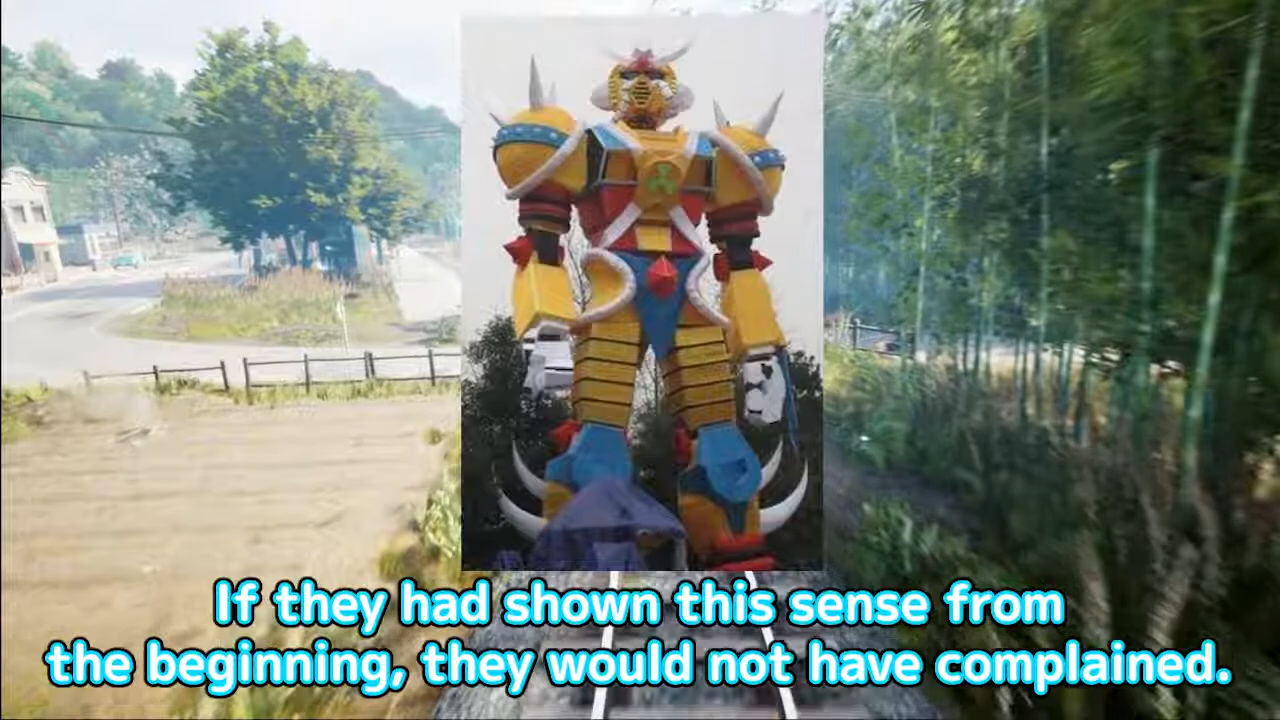 If they had shown this sense from
the beginning, they would not have complained.